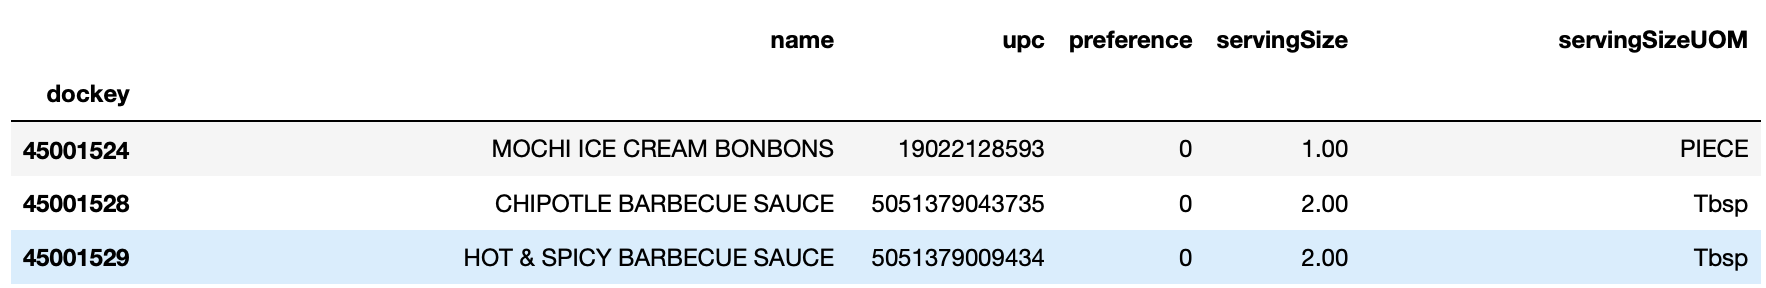 name upc preference servingSize servingSizeUOM
dockey
45001524 MOCHI ICE CREAM BONBONS 19022128593 0 1.00 PIECE
45001528 CHIPOTLE BARBECUE SAUCE 5051379043735 0 2.00 Tbsp
45001529 HOT & SPICY BARBECUE SAUCE 5051379009434 0 2.00 Tbsp